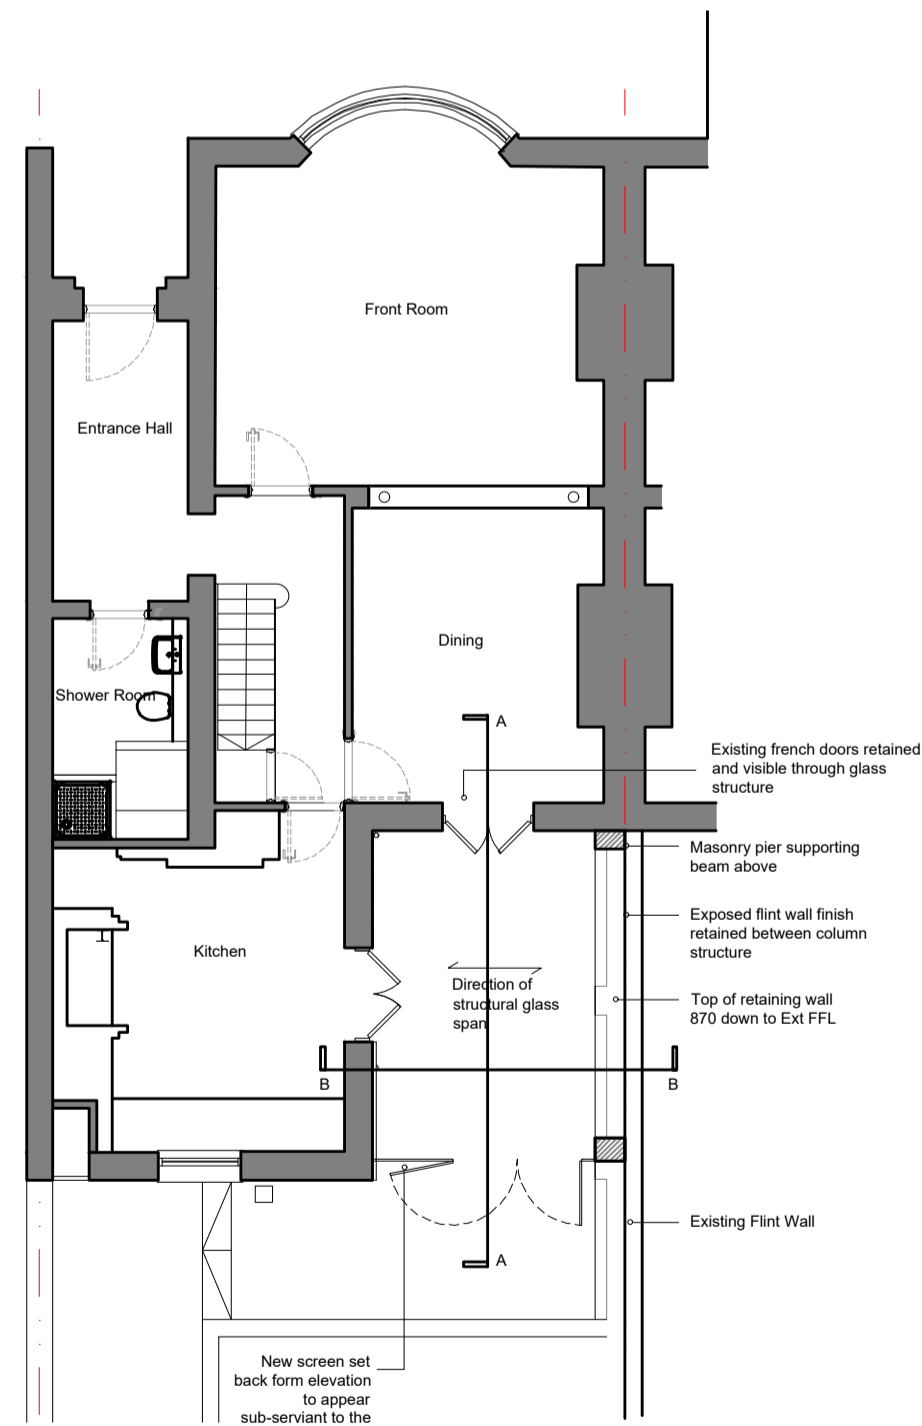 Front Room
Entrance Hall
Dining
Shower Room
A
Existing french doors retained
and visible through glass
structure
Masonry pier supporting
beam above
Exposed flint wall finish
retained between column
structure
Kitchen
Direction of
structural glass
span
Top of retaining wall
870 down to Ext FFL
B
B
Existing Flint Wall
A
New screen set
back form elevation
to appear
sub-serviant to the